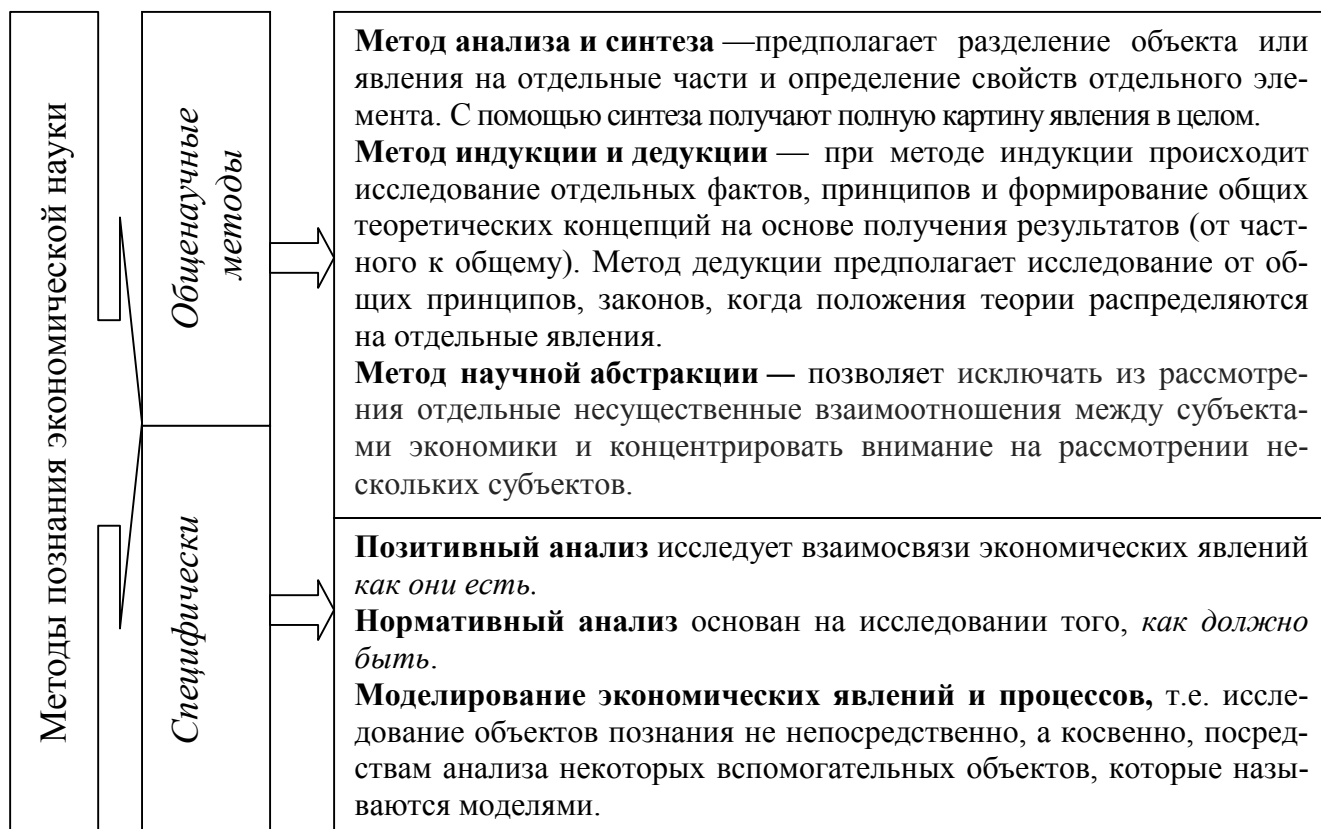 Методы познания экономической науки
Общенаучные
методы
Метод анализа и синтеза —предполагает разделение объекта или
явления на отдельные части и определение свойств отдельного эле-
мента. С помощью синтеза получают полную картину явления в целом.
Метод индукции и дедукции — при методе индукции происходит
исследование отдельных фактов, принципов и формирование общих
теоретических концепций на основе получения результатов (от част-
ного к общему). Метод дедукции предполагает исследование от об-
щих принципов, законов, когда положения теории распределяются
на отдельные явления.
Метод научной абстракции — позволяет исключать из рассмотре-
ния отдельные несущественные взаимоотношения между субъекта-
ми экономики и концентрировать внимание на рассмотрении не-
скольких субъектов.
Специфически
Позитивный анализ исследует взаимосвязи экономических явлений
как они есть.
Нормативный анализ основан на исследовании того, как должно
быть.
Моделирование экономических явлений и процессов, т.е. иссле-
дование объектов познания не непосредственно, а косвенно, посред-
ствам анализа некоторых вспомогательных объектов, которые назы-
ваются моделями.